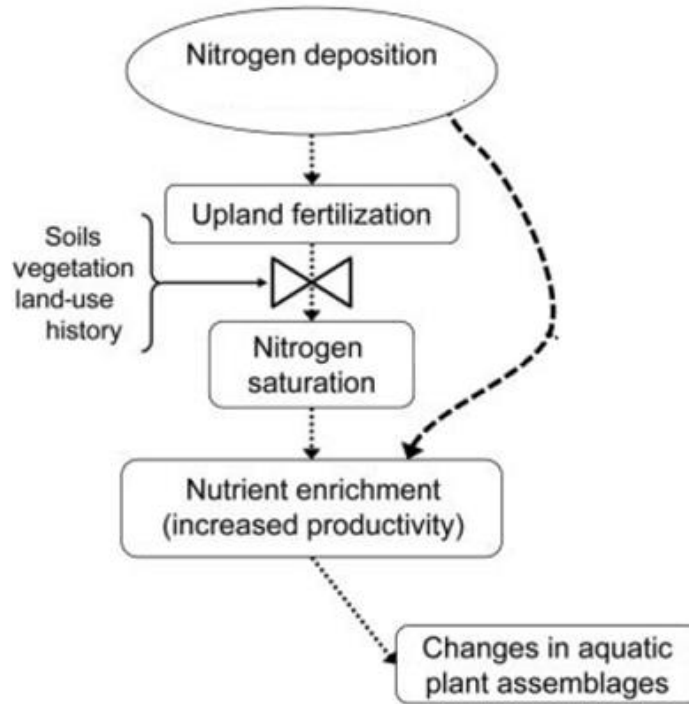 Nitrogen deposition
Upland fertilization
Soils
vegetation
land-use
history
Nitrogen
saturation
Nutrient enrichment
(increased productivity)
Changes in aquatic
plant assemblages